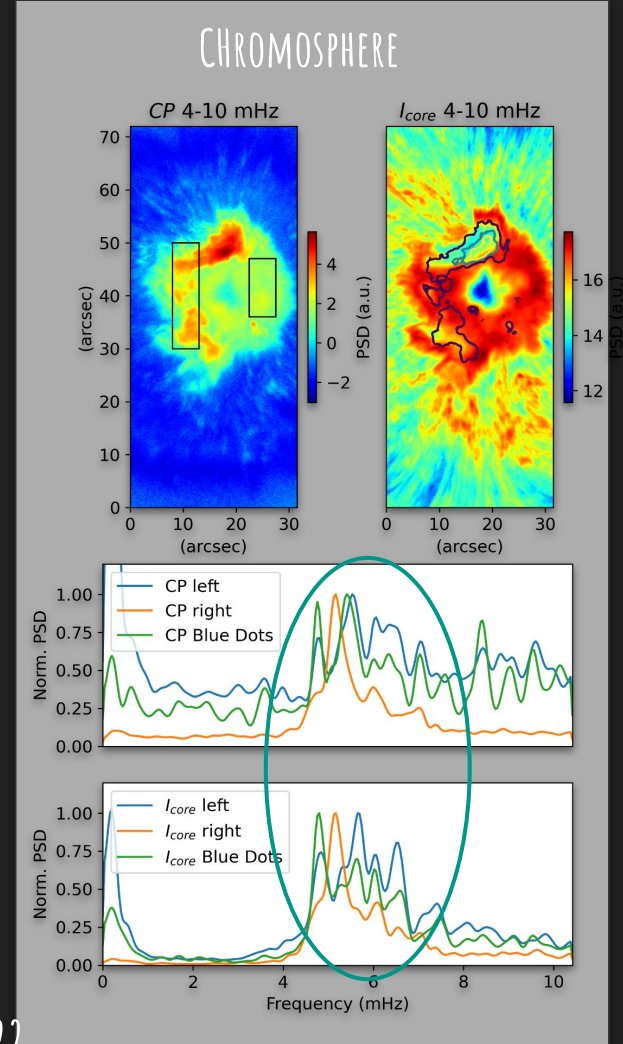 CHROMOSPHERE
CP 4-10 mHz
I_core 4-10 mHz
70
60
50
40
30
20
10
0
(arcsec)
0 10 20 30
(arcsec)
4
2
0
−2
PSD (a.u.)
0 10 20 30
(arcsec)
16
14
12
PSD (a.u.)
1.00
0.75
0.50
0.25
0.00
Norm. PSD
CP left
CP right
CP Blue Dots
1.00
0.75
0.50
0.25
0.00
Norm. PSD
I_core left
I_core right
I_core Blue Dots
0 2 4 6 8 10
Frequency (mHz)